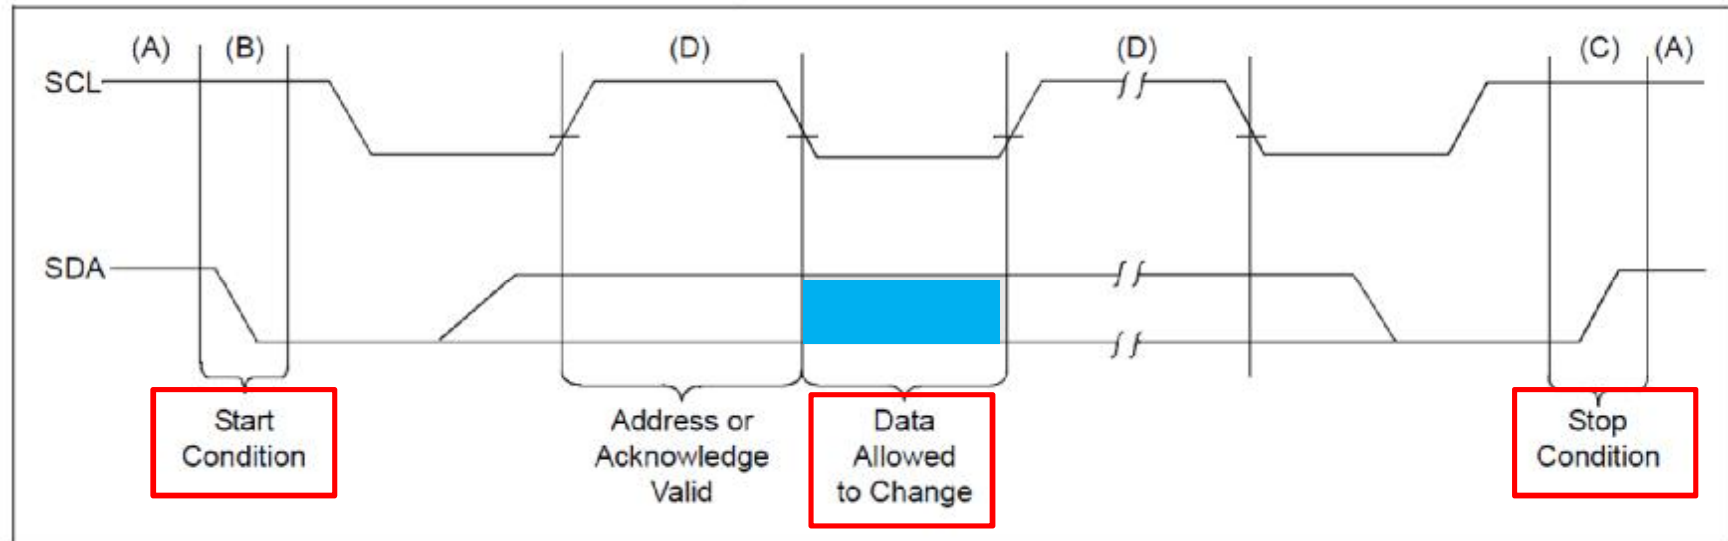 (A) (B) (D) (D) (C) (A)
SCL
SDA
Start
Condition
Address or
Acknowledge
Valid
Data
Allowed
to Change
Stop
Condition